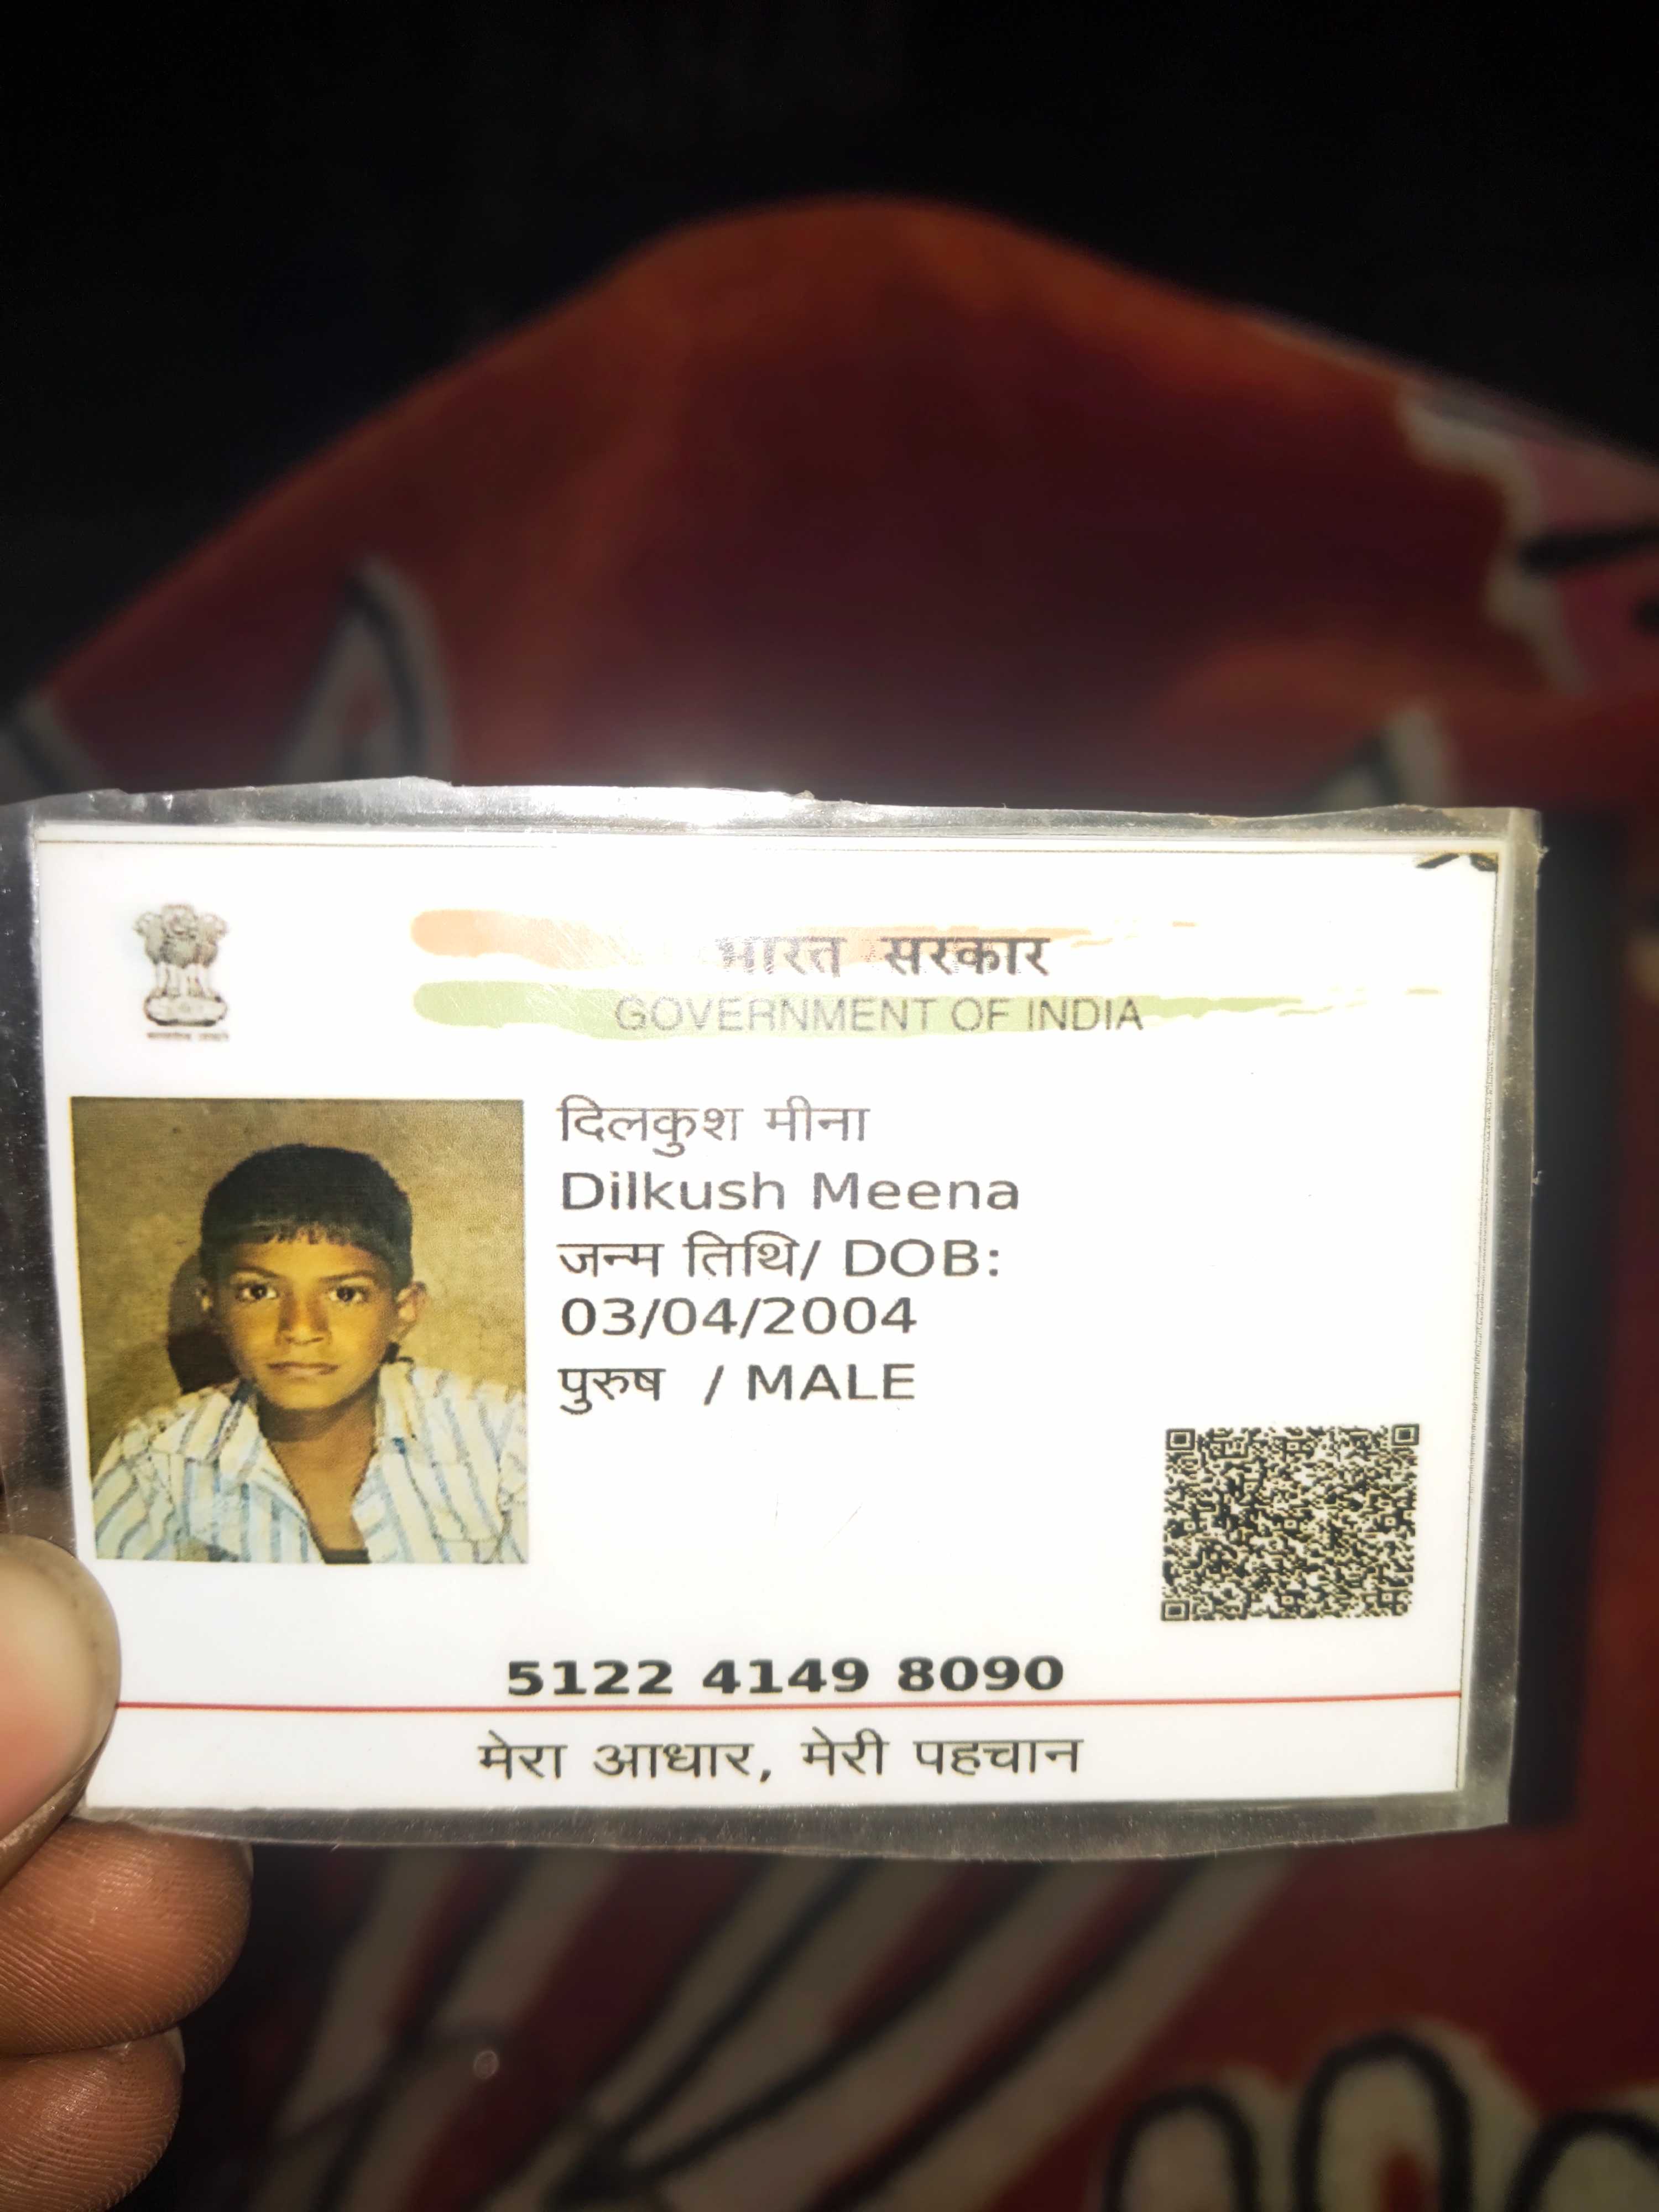 भारत सरकार
GOVERNMENT OF INDIA
दिलकुश मीना
Dilkush Meena
जन्म तिथि/ DOB:
03/04/2004
पुरुष / MALE
5122 4149 8090
मेरा आधार, मेरी पहचान